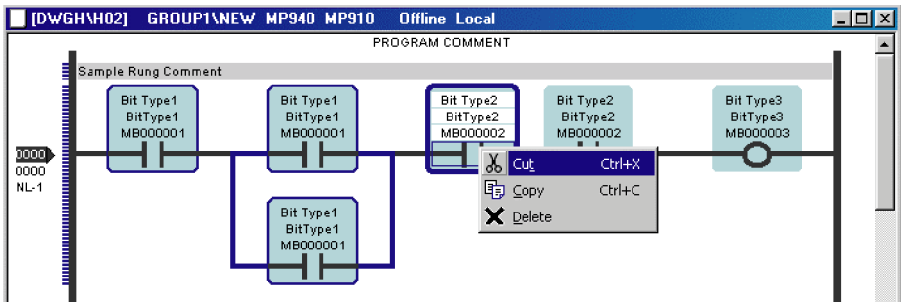 [DWGH\H02] GROUP1\NEW MP940 MP910 Offline Local
PROGRAM COMMENT
Sample Rung Comment
Bit Type1
BitType1
MB000001
Bit Type1
BitType1
MB000001
Bit Type2
BitType2
MB000002
Bit Type2
BitType2
MB000002
Bit Type3
BitType3
MB000003
0000
0000
NL-1
Cut Ctrl+X
Copy Ctrl+C
Delete
Bit Type1
BitType1
MB000001